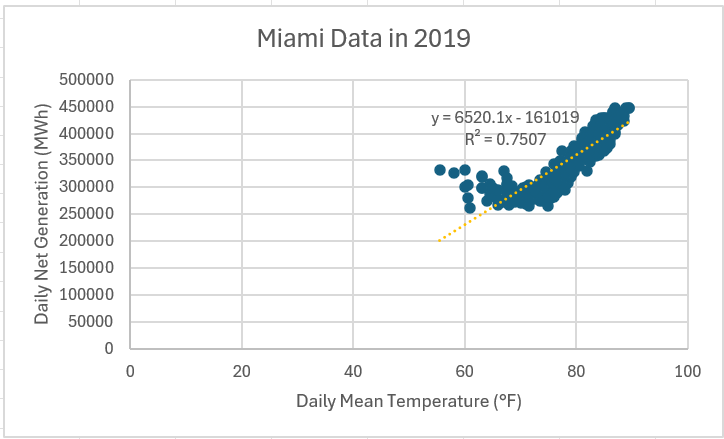 Miami Data in 2019
Daily Net Generation (MWh)
500000
450000
400000
350000
300000
250000
200000
150000
100000
50000
0
y = 6520.1x - 161019
R² = 0.7507
0 20 40 60 80 100
Daily Mean Temperature (°F)